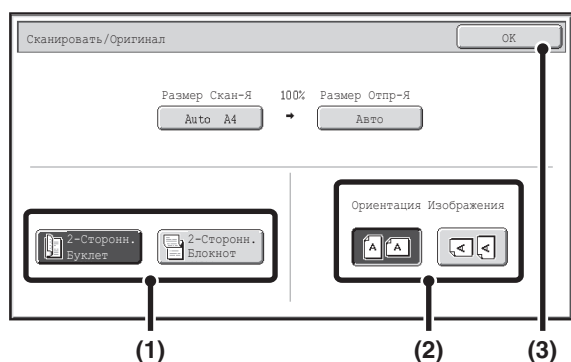 Сканировать/Оригинал
OK
Размер Скан-Я 100% Размер Отпр-Я
Auto A4
Авто
Ориентация Изображения
2-Сторонн.
Буклет
2-Сторонн.
Блокнот
A A
A A
(1) (2) (3)